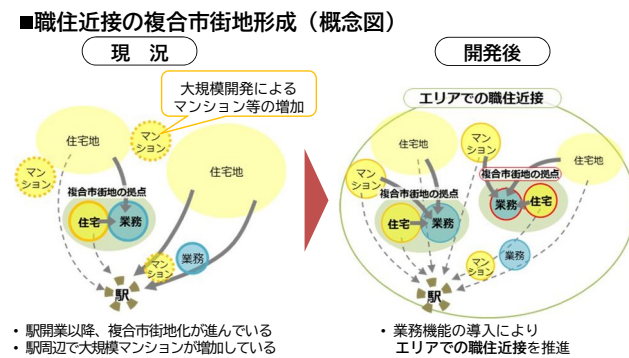 ■職住近接の複合市街地形成（概念図）
現　況
大規模開発による
マンション等の増加
住宅地
マン
ション
マン
ション
住宅地
複合市街地の拠点
住宅
業務
マン
ション
業務
駅
・ 駅開業以降、複合市街地化が進んでいる
・ 駅周辺で大規模マンションが増加している
開発後
エリアでの職住近接
住宅地
マン
ション
住宅地
マン
ション
複合市街地の拠点
複合市街地の拠点
業務
住宅
住宅
業務
マン
ション
業務
駅
・ 業務機能の導入により
エリアでの職住近接を推進